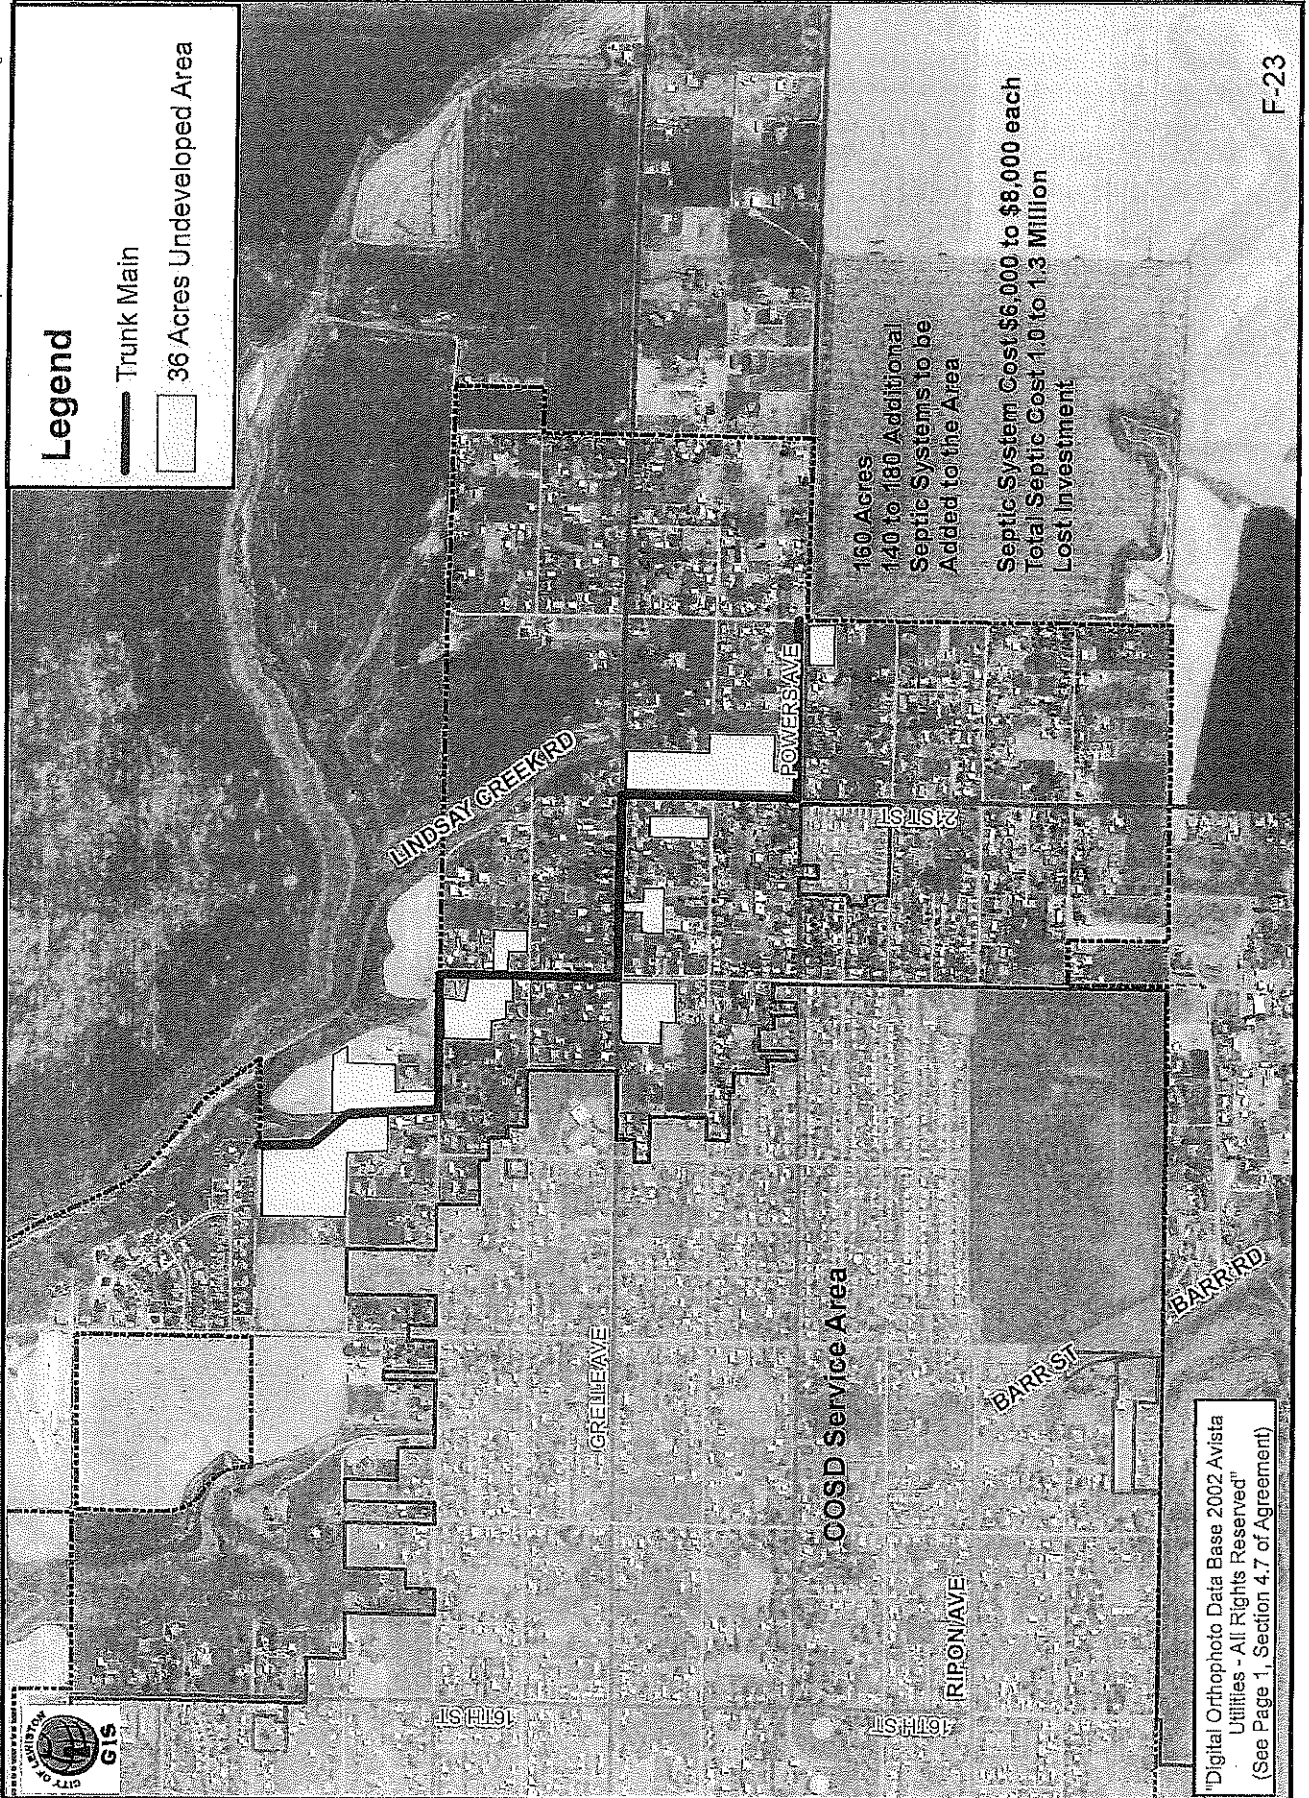 Legend
Trunk Main
36 Acres Undeveloped Area
CITY OF LEWISTON
GIS
LINDSAY CREEK RD
POWERS AVE
21ST ST
GRELLE AVE
16TH ST
16TH ST
RIPON AVE
COSD Service Area
BARR ST
BARR RD
160 Acres
140 to 180 Additional
Septic Systems to be
Added to the Area
Septic System Cost $6,000 to $8,000 each
Total Septic Cost 1.0 to 1.3 Million
Lost Investment
"Digital Orthophoto Data Base 2002 Avista
Utilities - All Rights Reserved"
(See Page 1, Section 4.7 of Agreement)
F-23